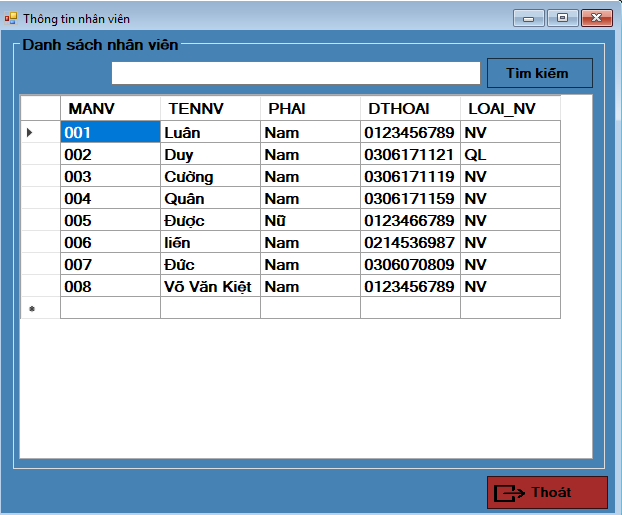 Thông tin nhân viên
Danh sách nhân viên
Tìm kiếm
MANV TENNV PHAI DTHOAI LOAI_NV
001 Luân Nam 0123456789 NV
002 Duy Nam 0306171121 QL
003 Cường Nam 0306171119 NV
004 Quân Nam 0306171159 NV
005 Được Nữ 0123466789 NV
006 liến Nam 0214536987 NV
007 Đức Nam 0306070809 NV
008 Võ Văn Kiệt Nam 0123456789 NV
Thoát